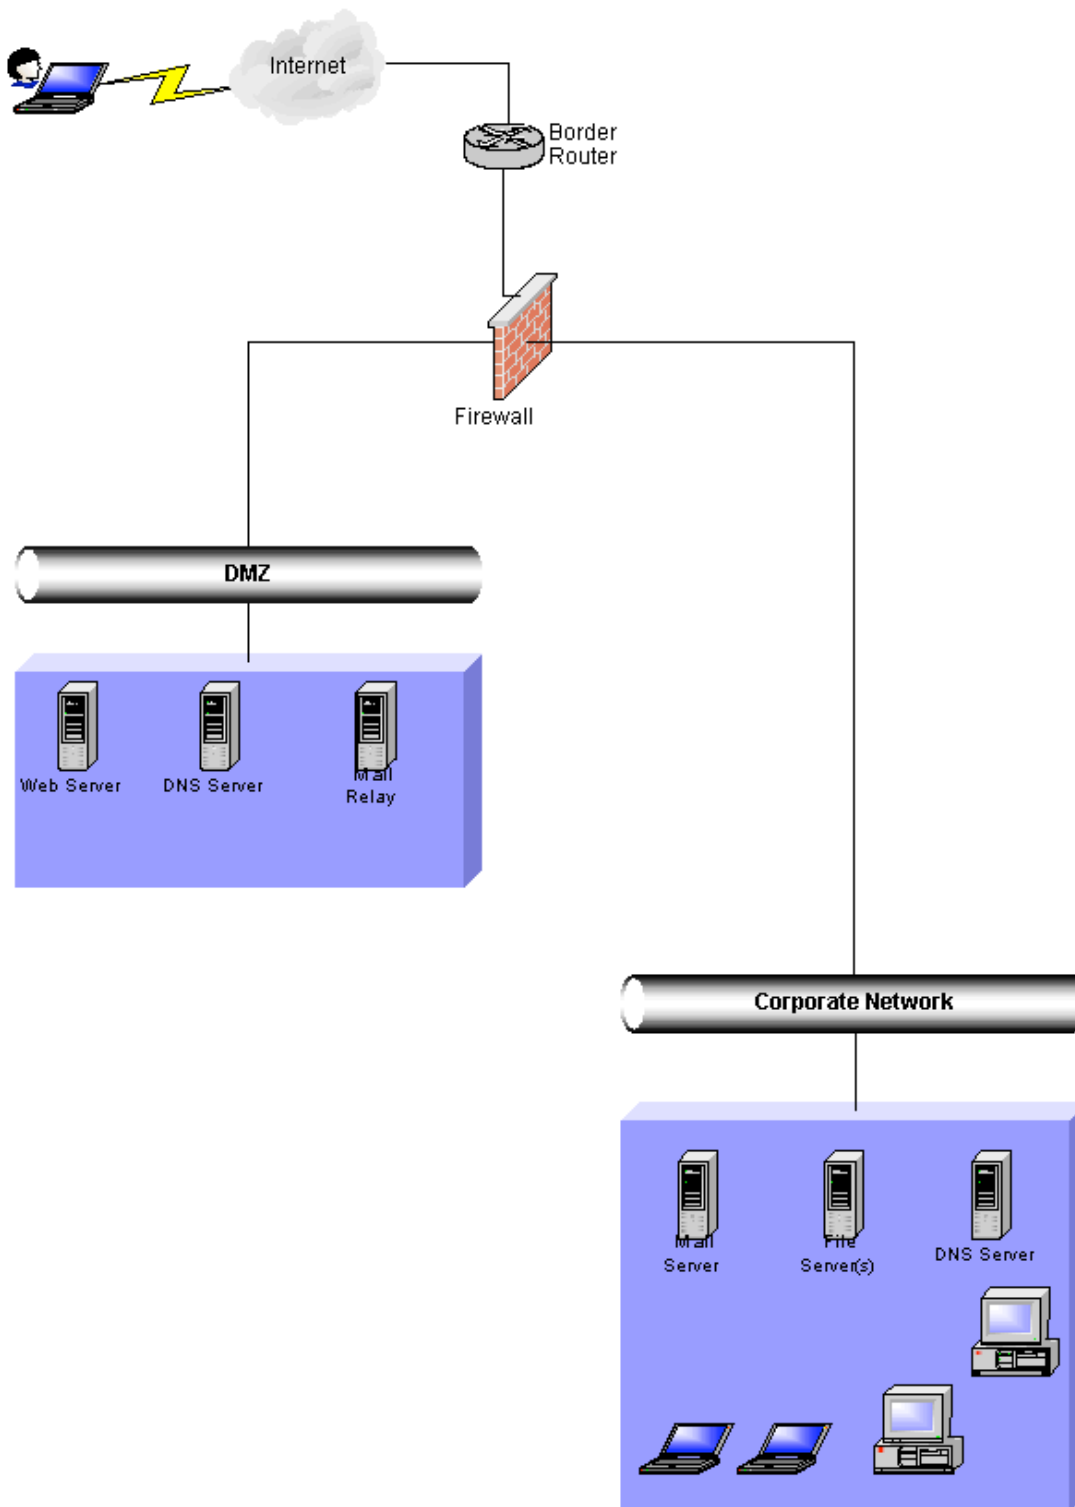 Internet
Border
Router
Firewall
DMZ
Web Server
DNS Server
Mail
Relay
Corporate Network
Mail
Server
File
Server(s)
DNS Server